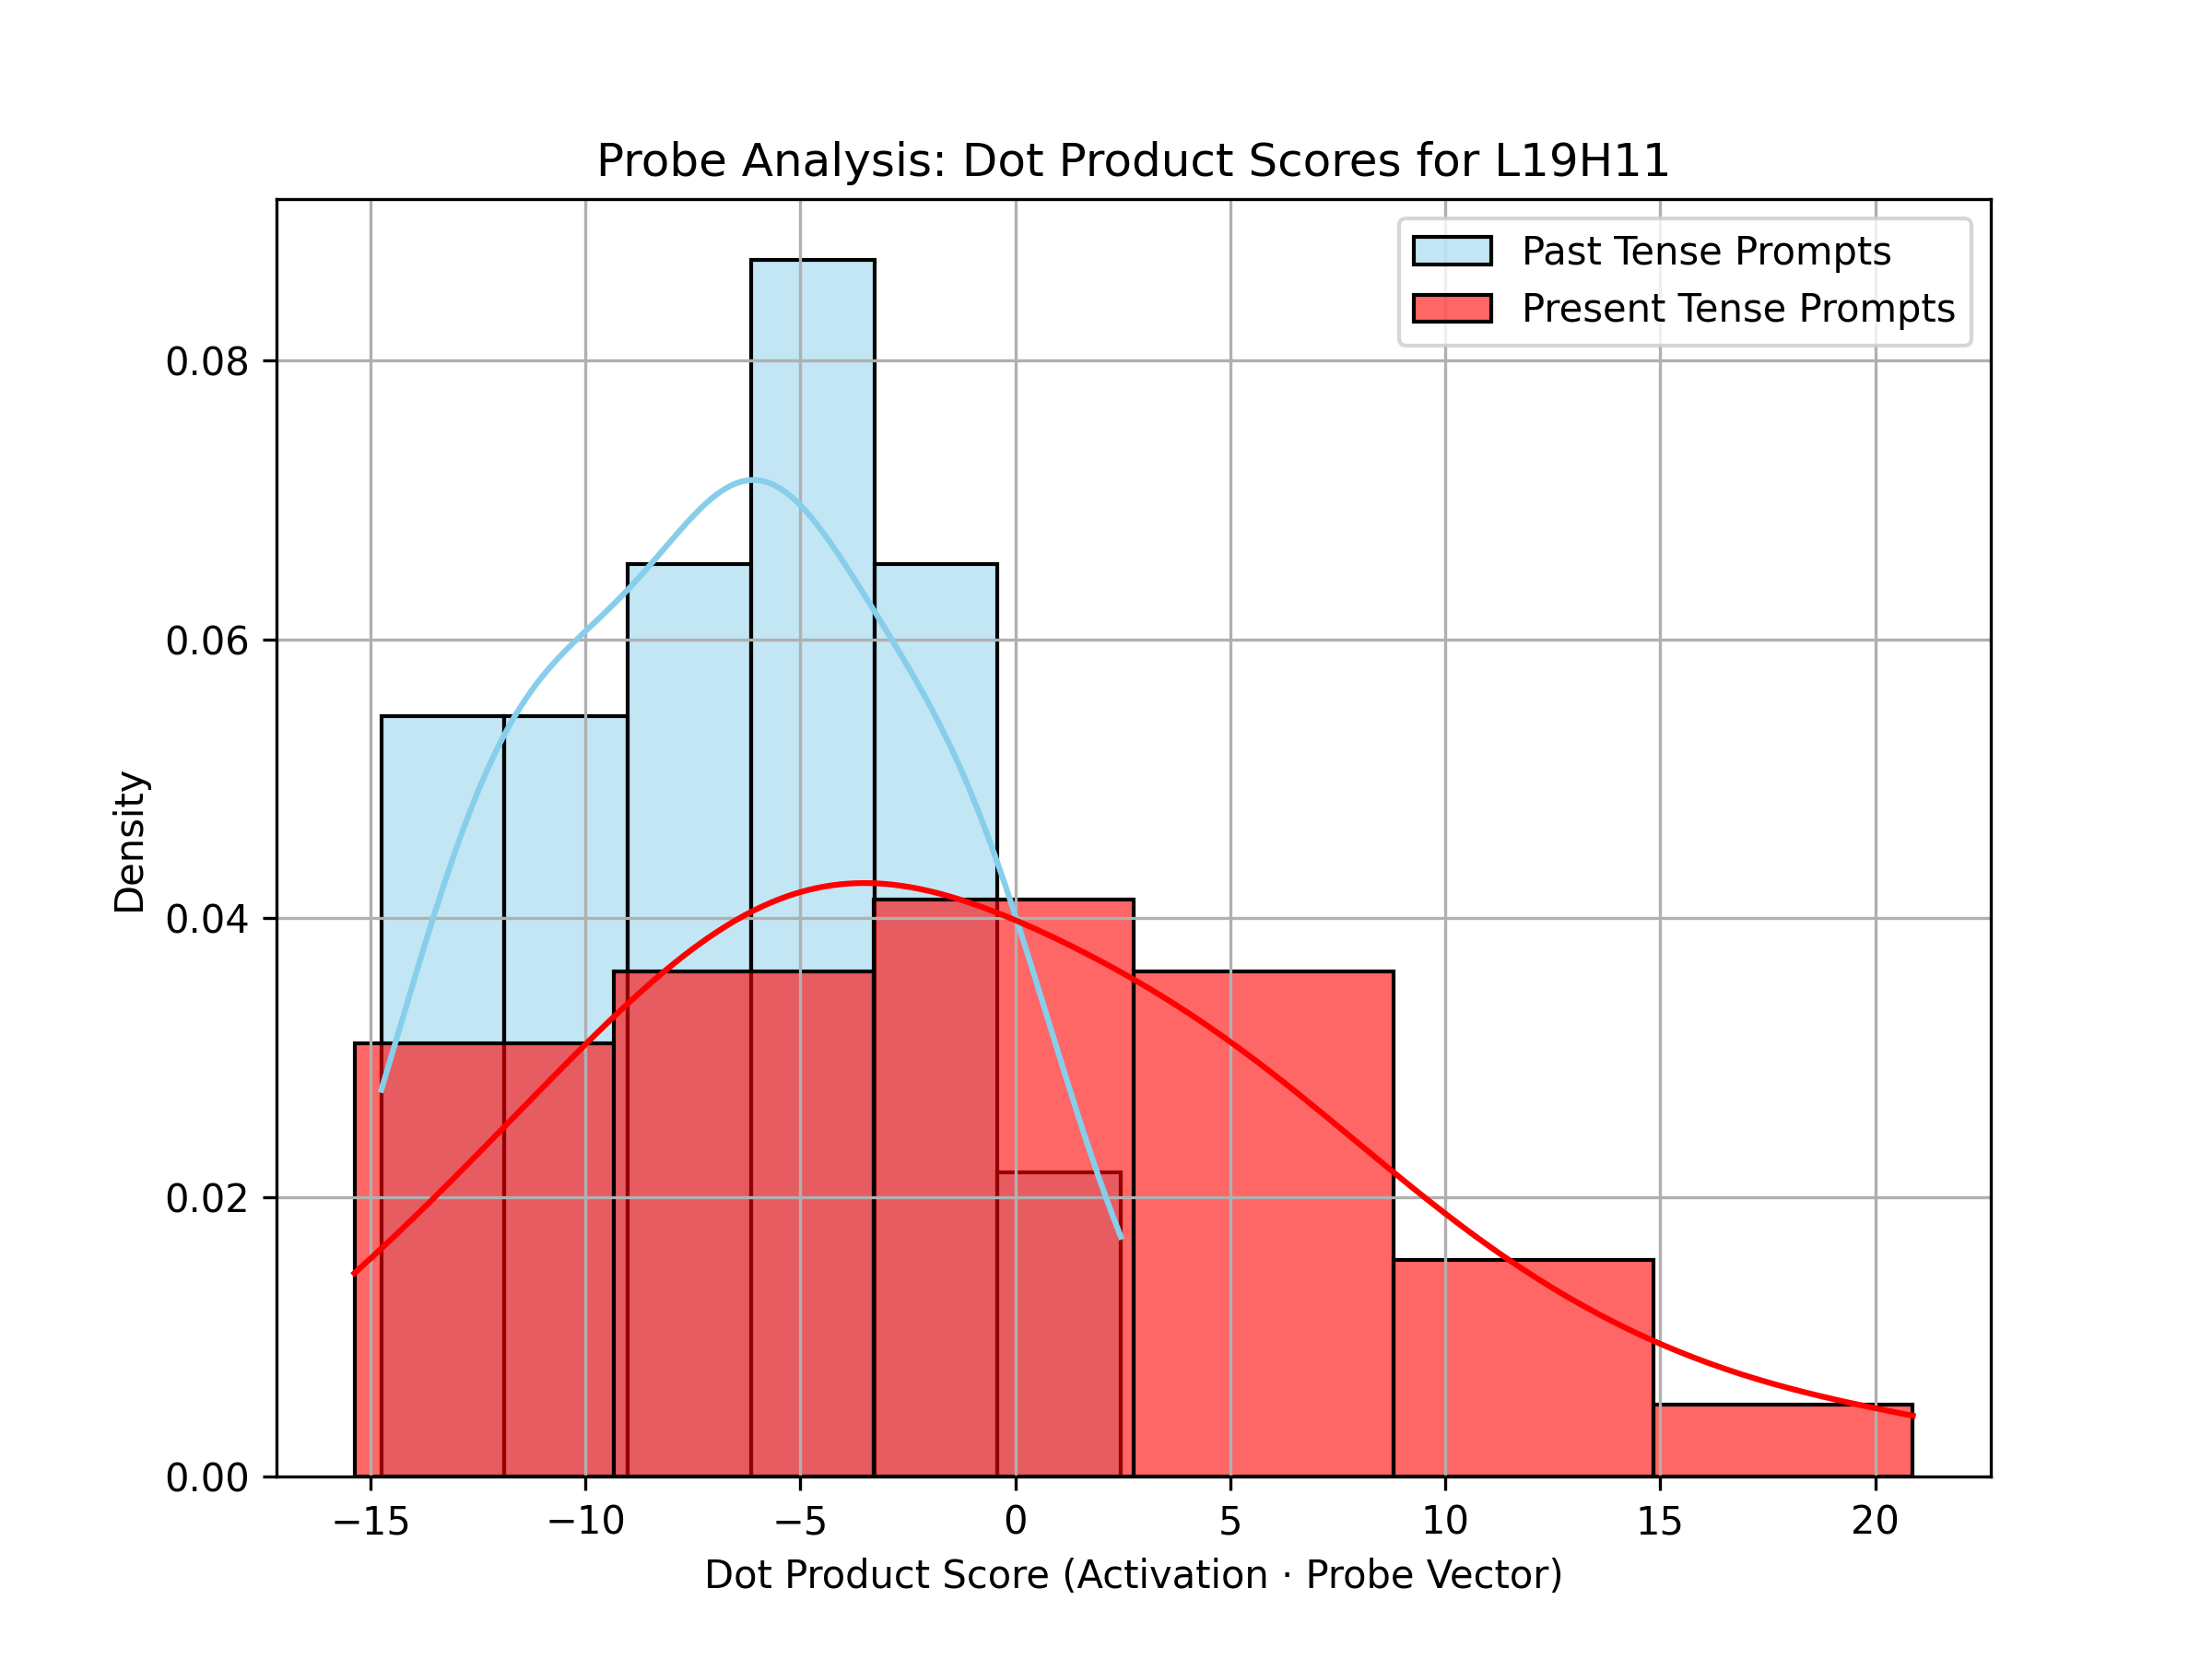 Probe Analysis: Dot Product Scores for L19H11
Past Tense Prompts
Present Tense Prompts
Density
0.08
0.06
0.04
0.02
0.00
−15 −10 −5 0 5 10 15 20
Dot Product Score (Activation · Probe Vector)